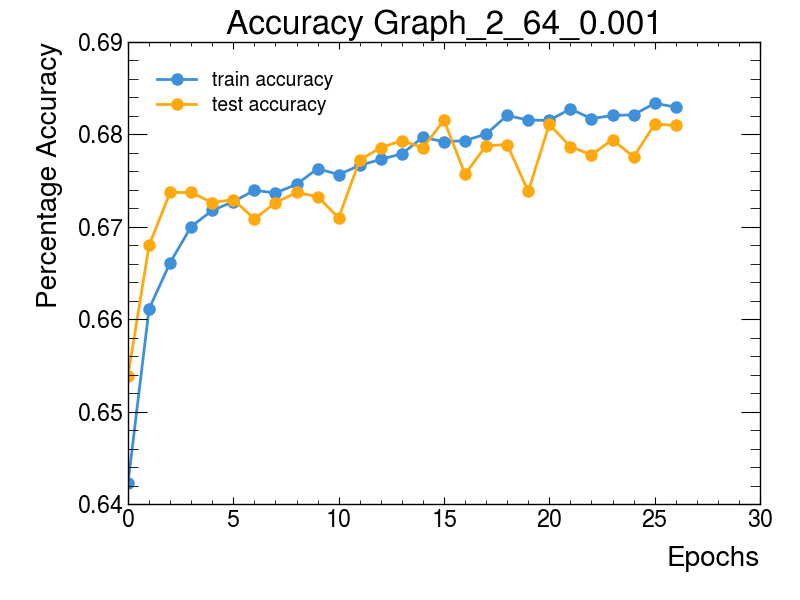 Accuracy Graph_2_64_0.001
0.69
0.68
0.67
0.66
0.65
0.64
Percentage Accuracy
train accuracy
test accuracy
0 5 10 15 20 25 30
Epochs